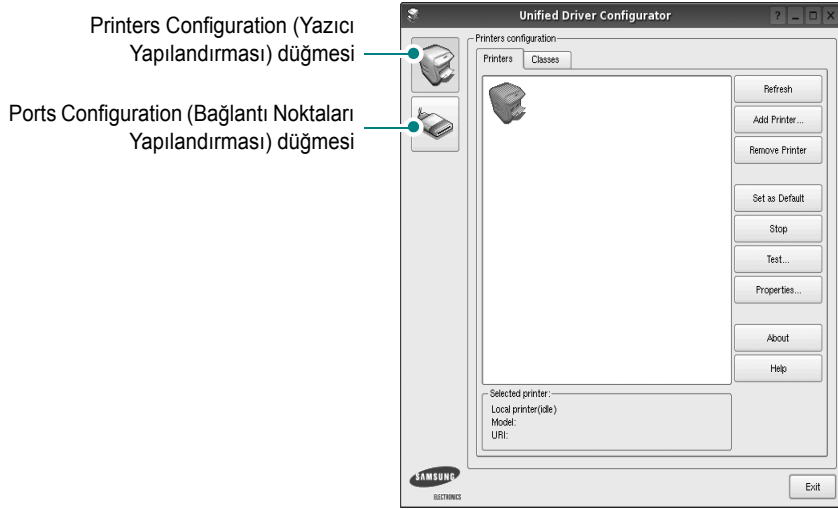 Printers Configuration (Yazıcı
Yapılandırması) düğmesi
Ports Configuration (Bağlantı Noktaları
Yapılandırması) düğmesi
Unified Driver Configurator
Printers configuration
Printers
Classes
Refresh
Add Printer...
Remove Printer
Set as Default
Stop
Test...
Properties...
About
Help
Selected printer:
Local printer(idle)
Model:
URI:
SAMSUNG
ELECTRONICS
Exit